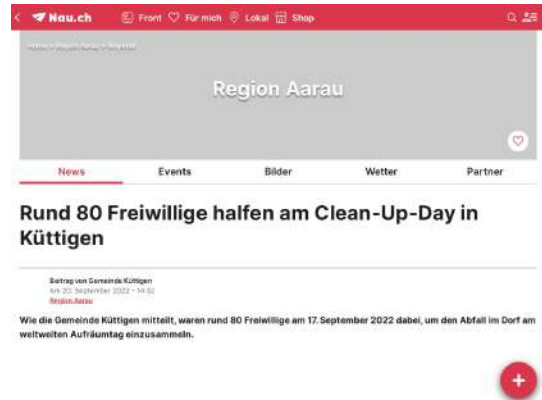 Nau.ch Front Für mich Lokal Shop
Region Aarau
News Events Bilder Wetter Partner
Rund 80 Freiwillige halfen am Clean-Up-Day in
Küttigen
Beitrag von Gemeinde Küttigen
Am 20. September 2022 - 14:52
Region Aarau
Wie die Gemeinde Küttigen mitteilt, waren rund 80 Freiwillige am 17. September 2022 dabei, um den Abfall im Dorf am
weltweiten Aufräumtag einzusammeln.